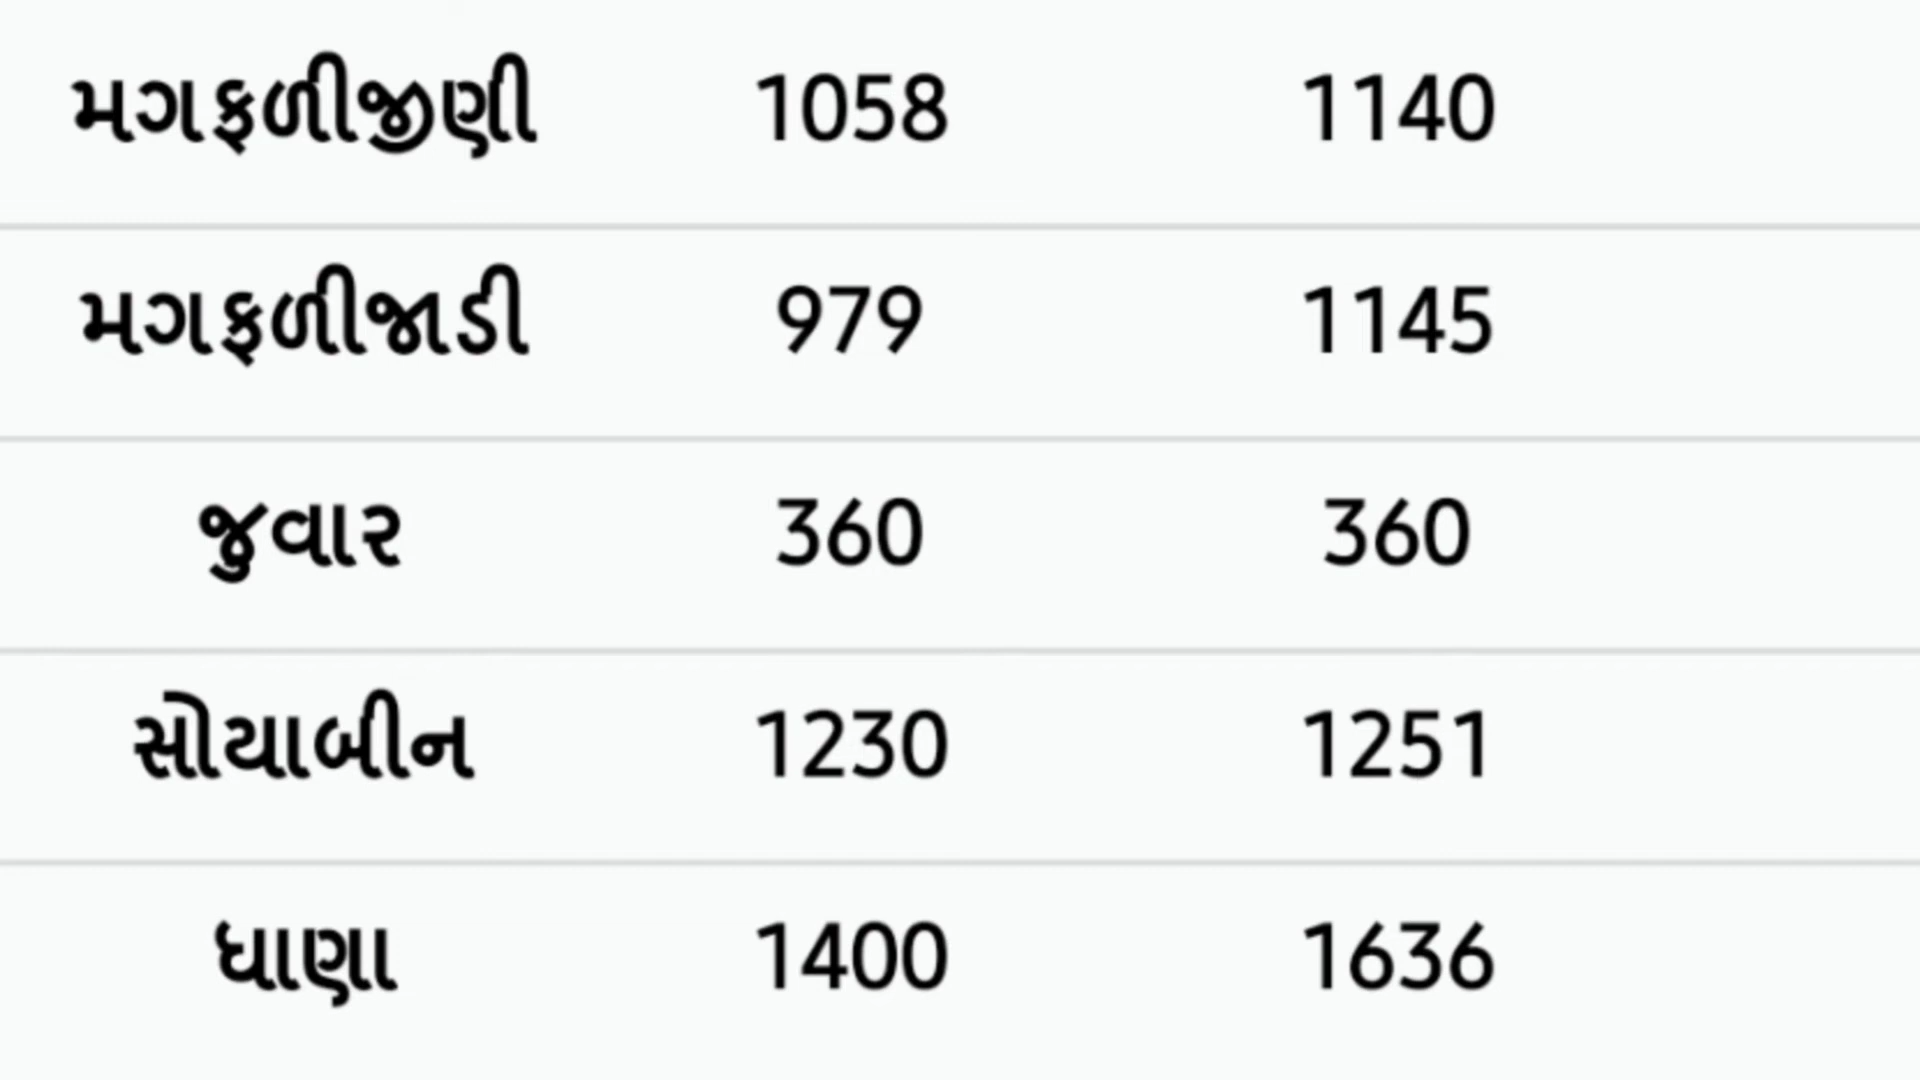 મગફળીજીણી 1058 1140
મગફળીજાડી 979 1145
જુવાર 360 360
સોયાબીન 1230 1251
ધાણા 1400 1636